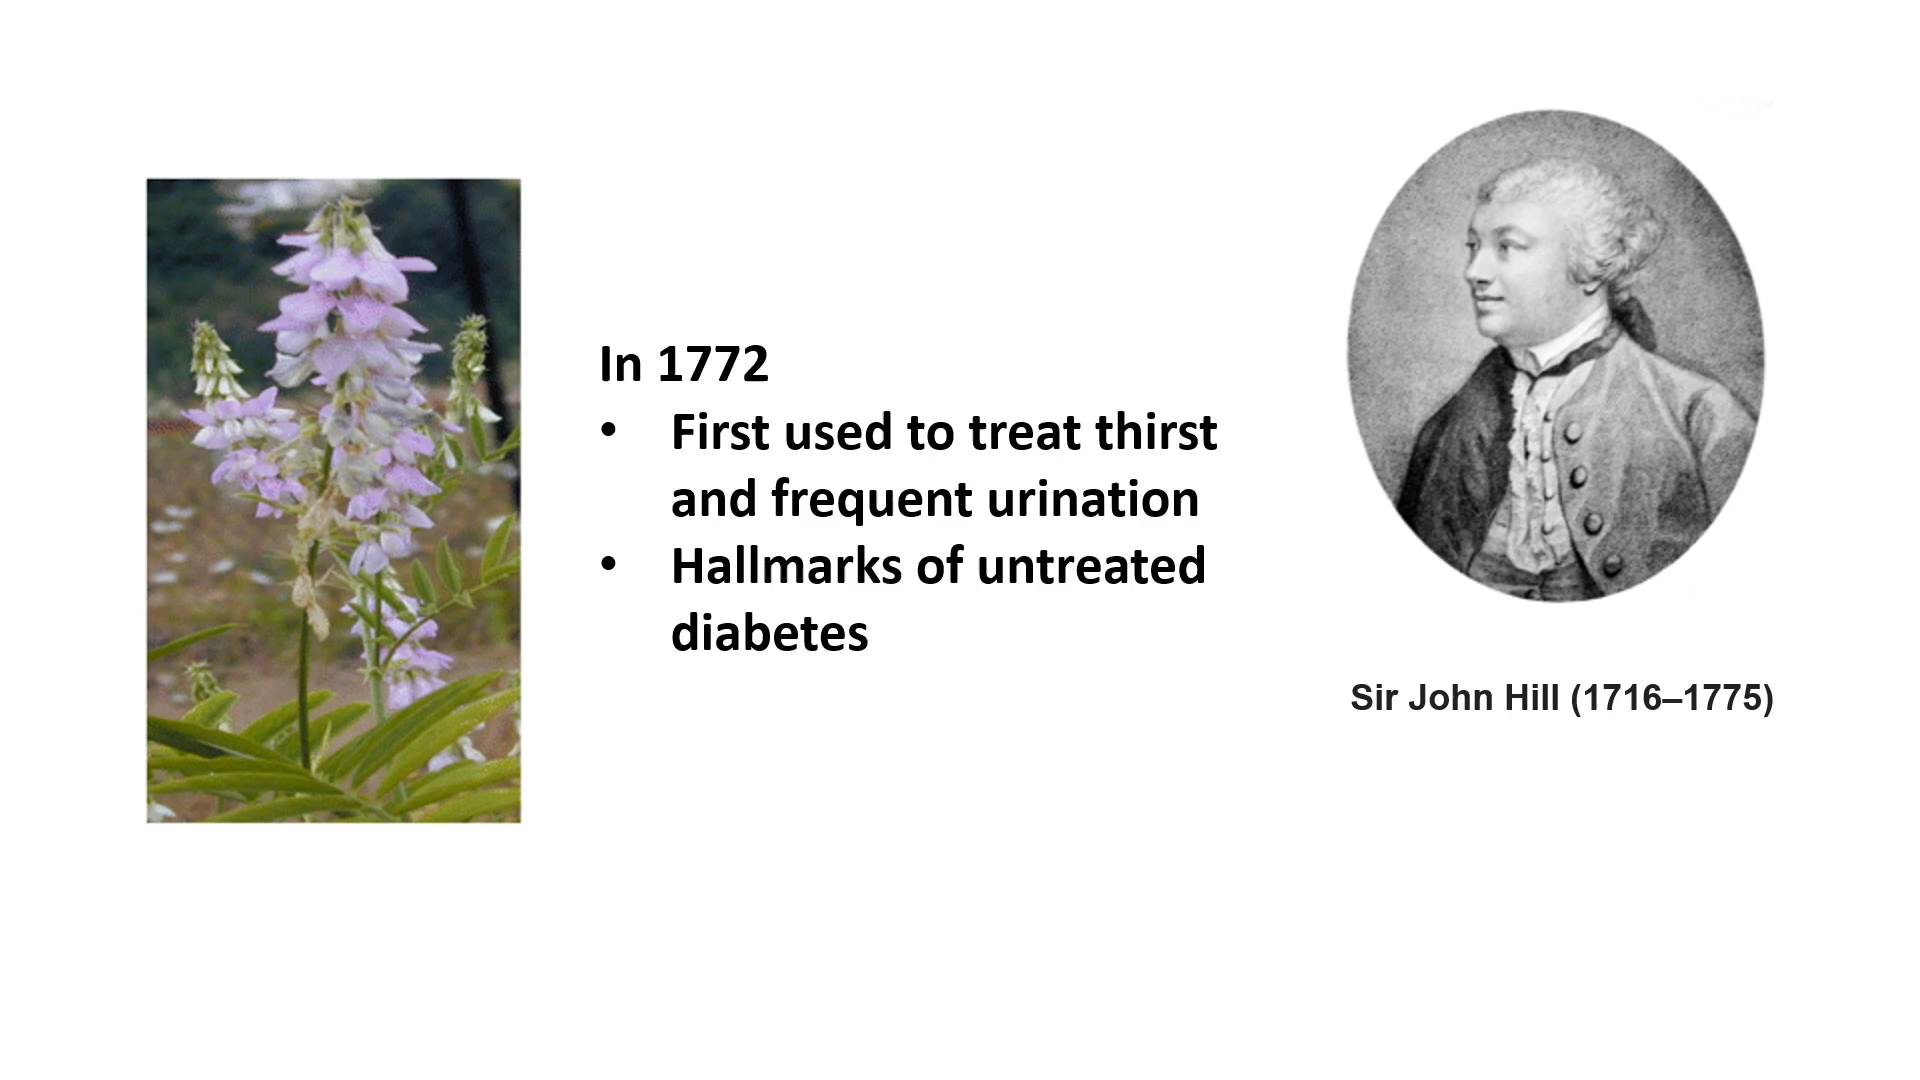 In 1772
• First used to treat thirst
and frequent urination
• Hallmarks of untreated
diabetes
Sir John Hill (1716–1775)